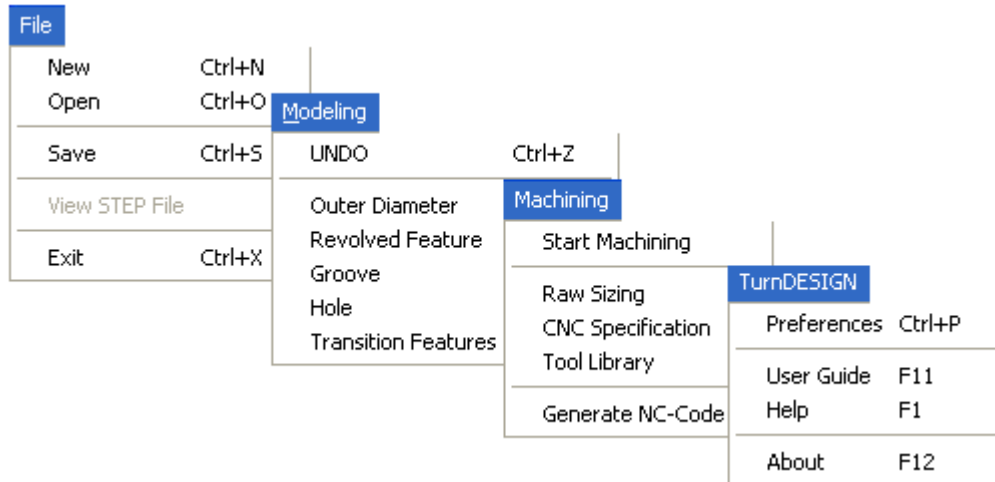 File
New Ctrl+N
Open Ctrl+O
Save Ctrl+S
View STEP File
Exit Ctrl+X
Modeling
UNDO Ctrl+Z
Outer Diameter
Revolved Feature
Groove
Hole
Transition Features
Machining
Start Machining
Raw Sizing
CNC Specification
Tool Library
Generate NC-Code
TurnDESIGN
Preferences Ctrl+P
User Guide F11
Help F1
About F12